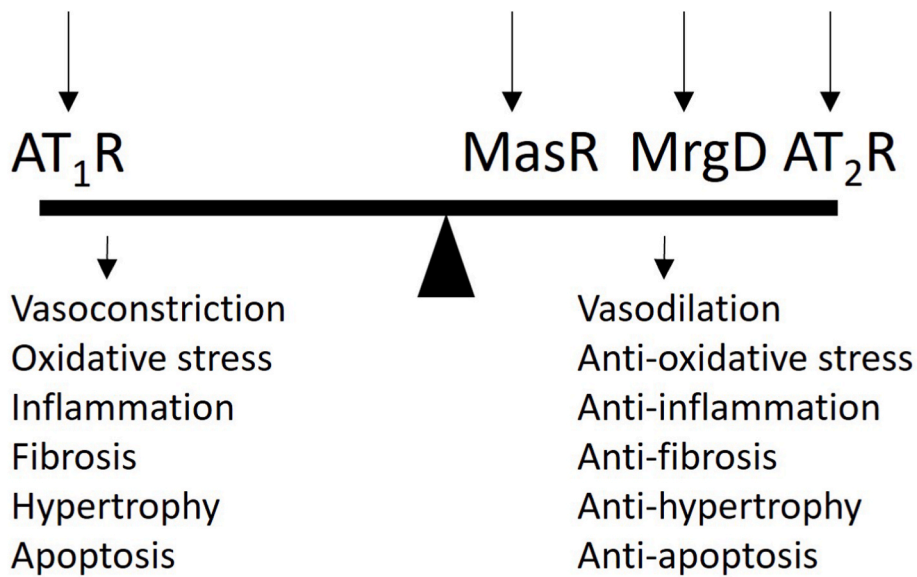 AT₁R
MasR MrgD AT₂R
Vasoconstriction
Oxidative stress
Inflammation
Fibrosis
Hypertrophy
Apoptosis
Vasodilation
Anti-oxidative stress
Anti-inflammation
Anti-fibrosis
Anti-hypertrophy
Anti-apoptosis